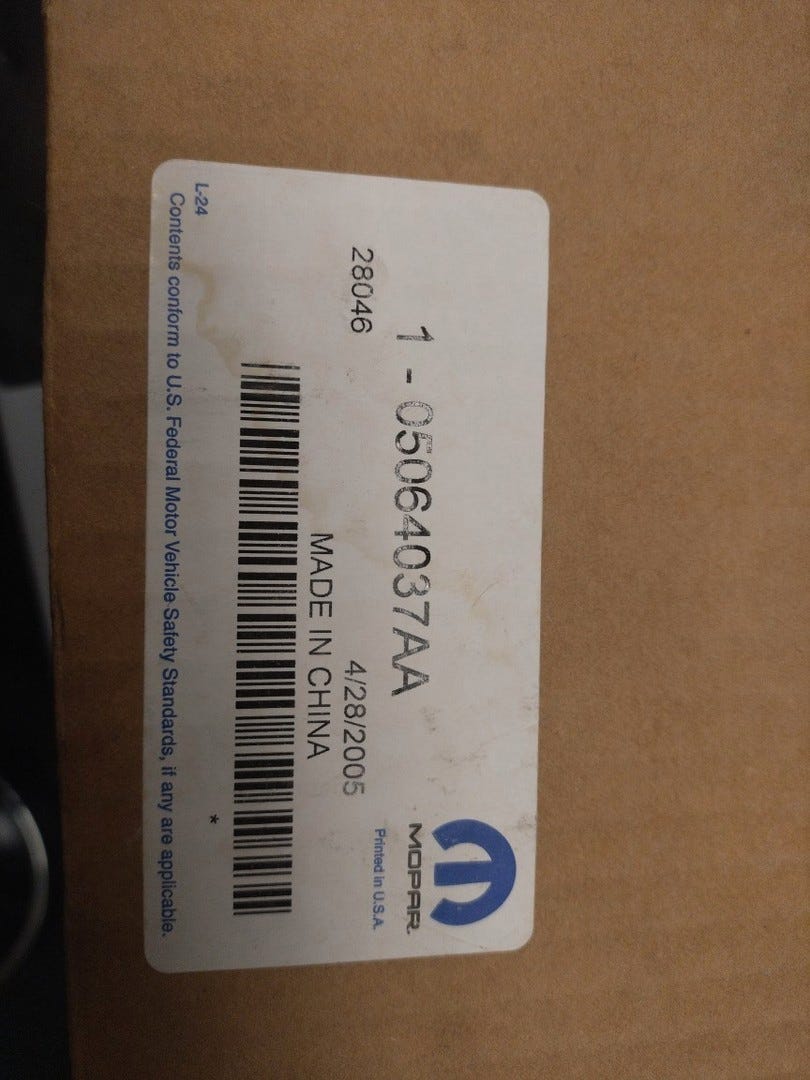 MOPAR.
Printed in U.S.A.
1 - 05064037AA
28046
4/28/2005
MADE IN CHINA
*
L-24
Contents conform to U.S. Federal Motor Vehicle Safety Standards, if any are applicable.